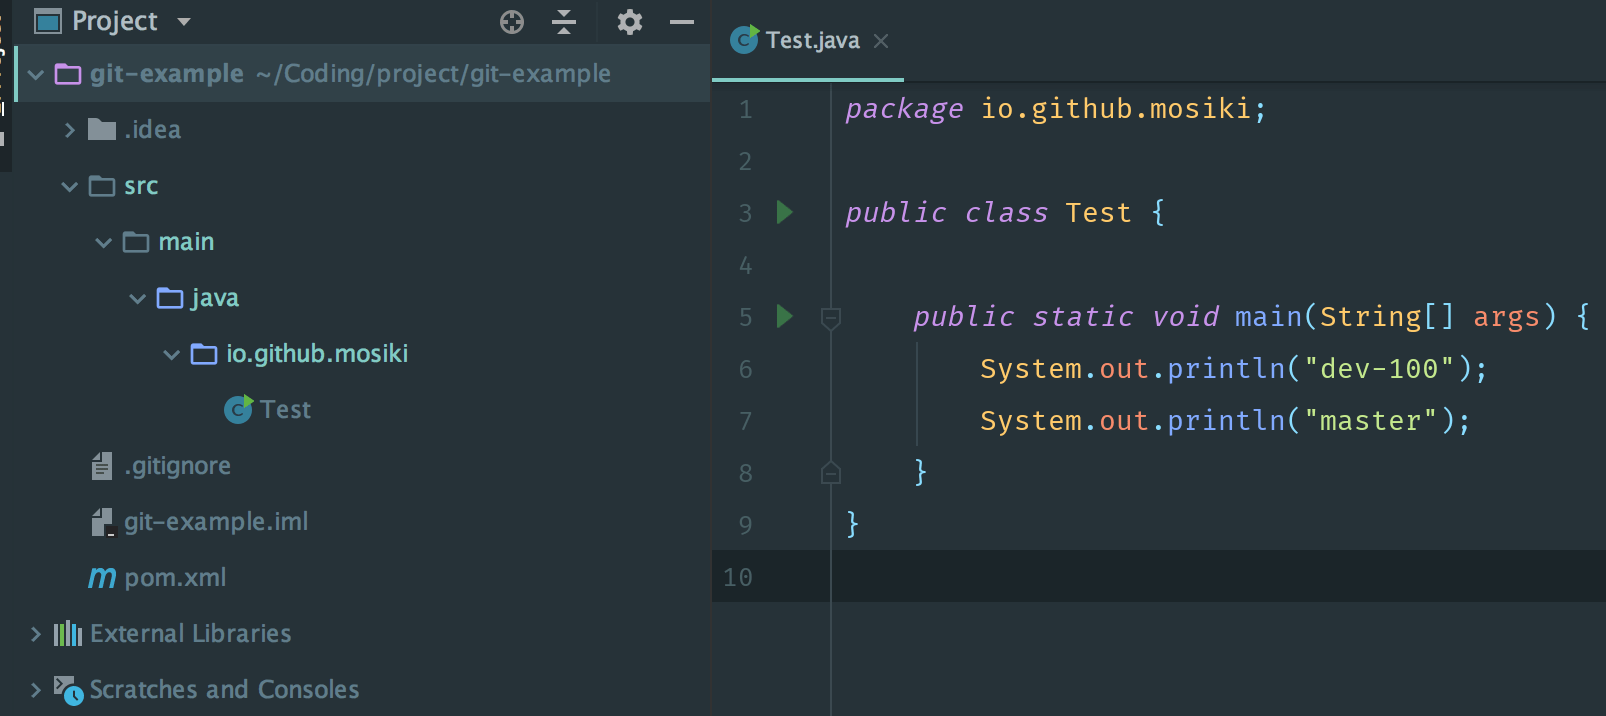 Project
git-example ~/Coding/project/git-example
.idea
src
main
java
io.github.mosiki
Test
.gitignore
git-example.iml
m pom.xml
External Libraries
Scratches and Consoles
Test.java
1 package io.github.mosiki;
2
3 public class Test {
4
5 public static void main(String[] args) {
6 System.out.println("dev-100");
7 System.out.println("master");
8 }
9 }
10